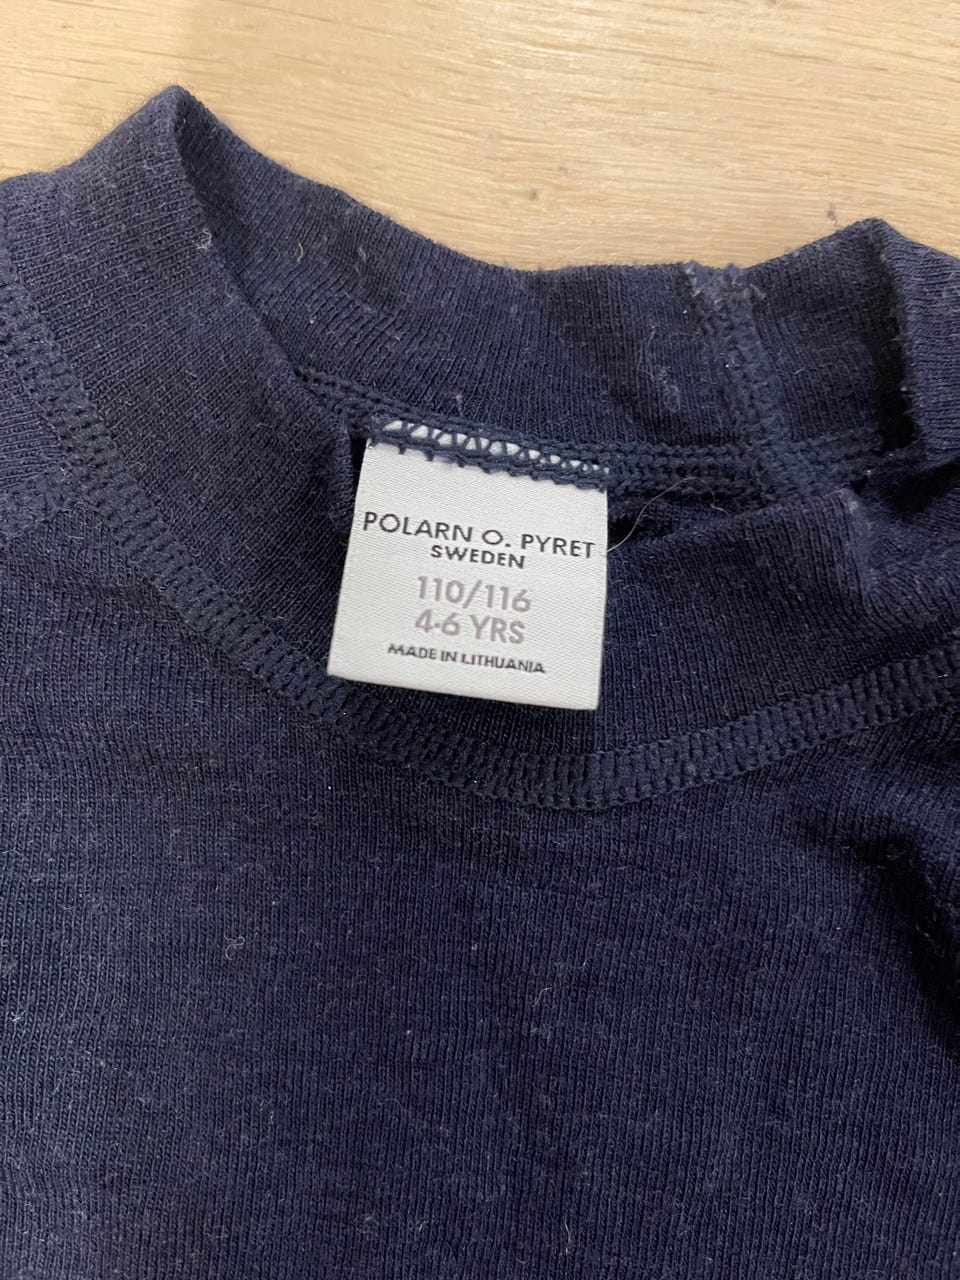 POLARN O. PYRET
SWEDEN
110/116
4-6 YRS
MADE IN LITHUANIA